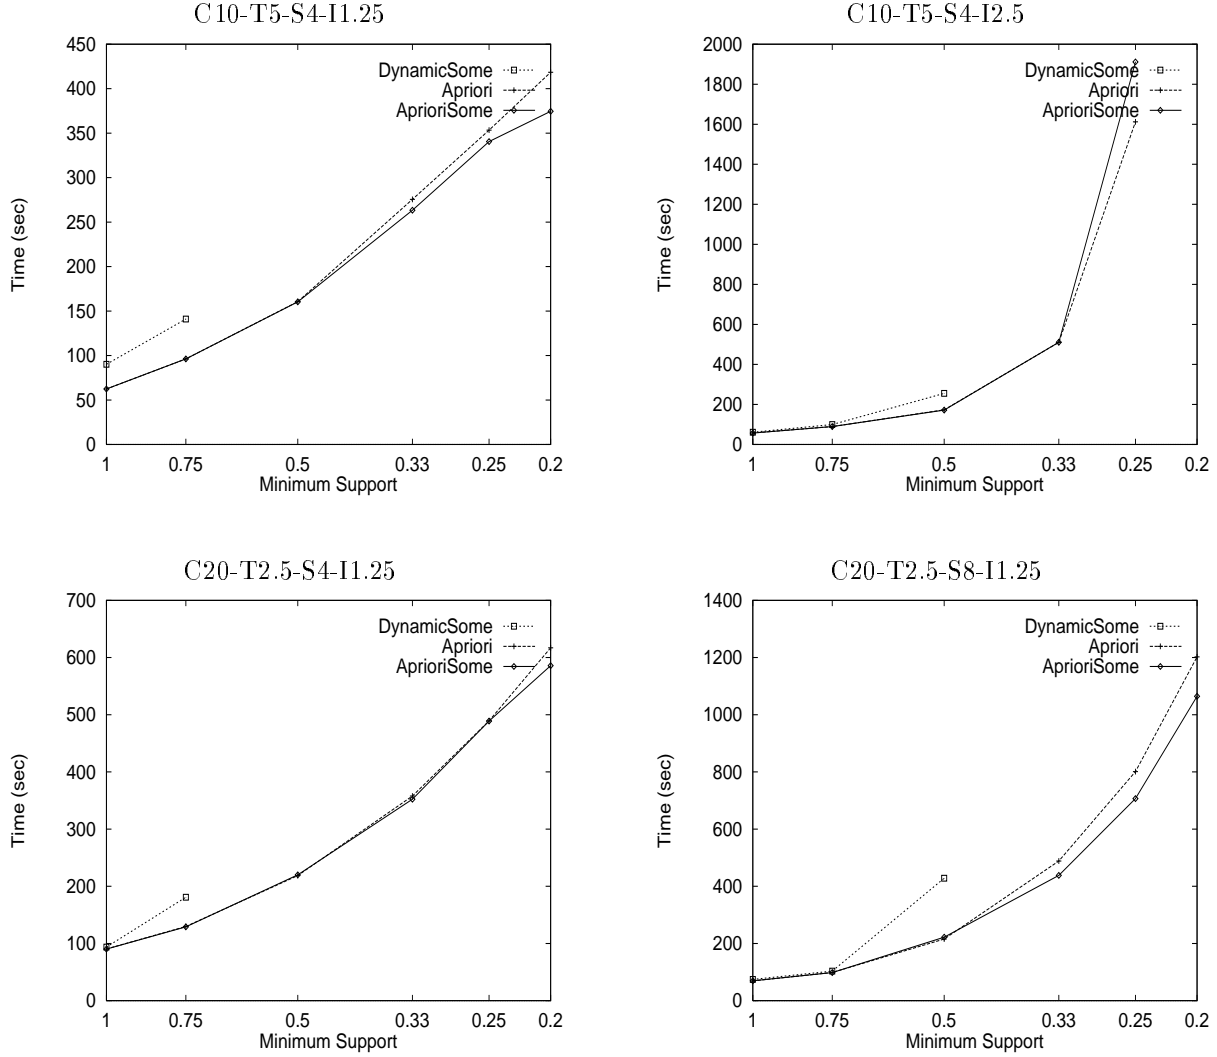 C10-T5-S4-I1.25
450
400
350
300
250
200
150
100
50
0
Time (sec)
DynamicSome
Apriori
AprioriSome
1 0.75 0.5 0.33 0.25 0.2
Minimum Support
C10-T5-S4-I2.5
2000
1800
1600
1400
1200
1000
800
600
400
200
0
Time (sec)
DynamicSome
Apriori
AprioriSome
1 0.75 0.5 0.33 0.25 0.2
Minimum Support
C20-T2.5-S4-I1.25
700
600
500
400
300
200
100
0
Time (sec)
DynamicSome
Apriori
AprioriSome
1 0.75 0.5 0.33 0.25 0.2
Minimum Support
C20-T2.5-S8-I1.25
1400
1200
1000
800
600
400
200
0
Time (sec)
DynamicSome
Apriori
AprioriSome
1 0.75 0.5 0.33 0.25 0.2
Minimum Support